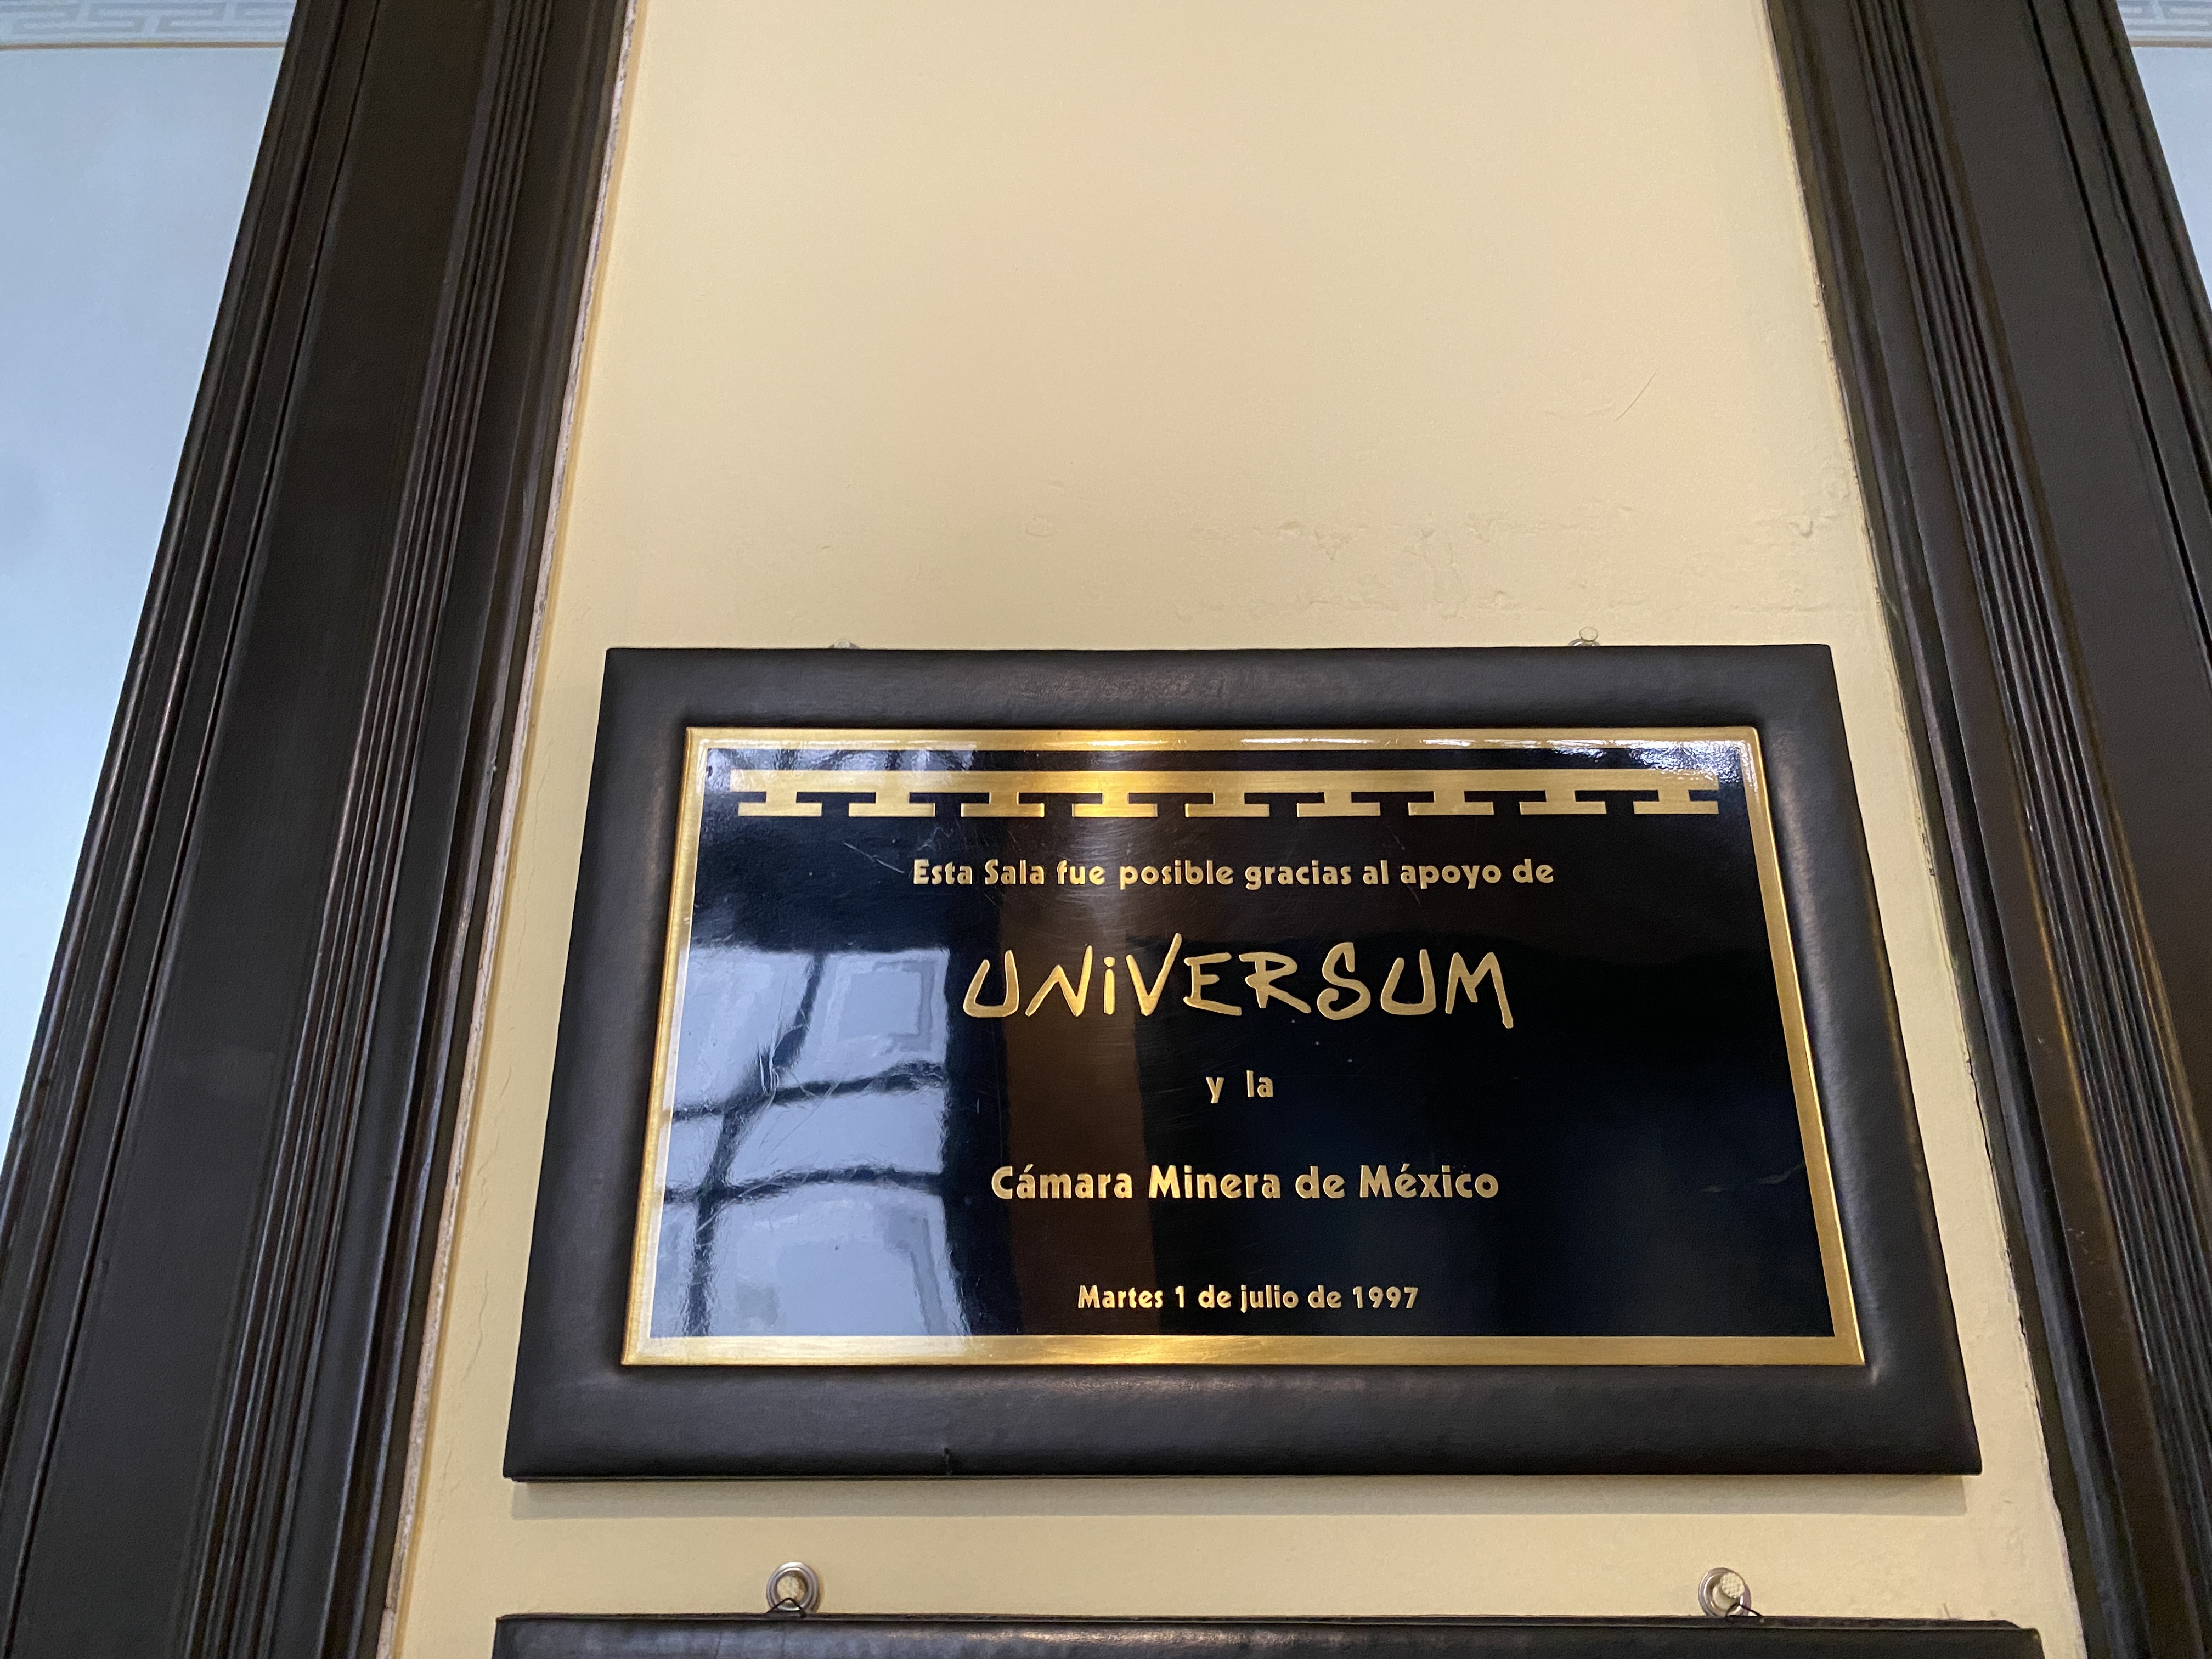 Esta Sala fue posible gracias al apoyo de
UNiVERSUM
y la
Cámara Minera de México
Martes 1 de julio de 1997